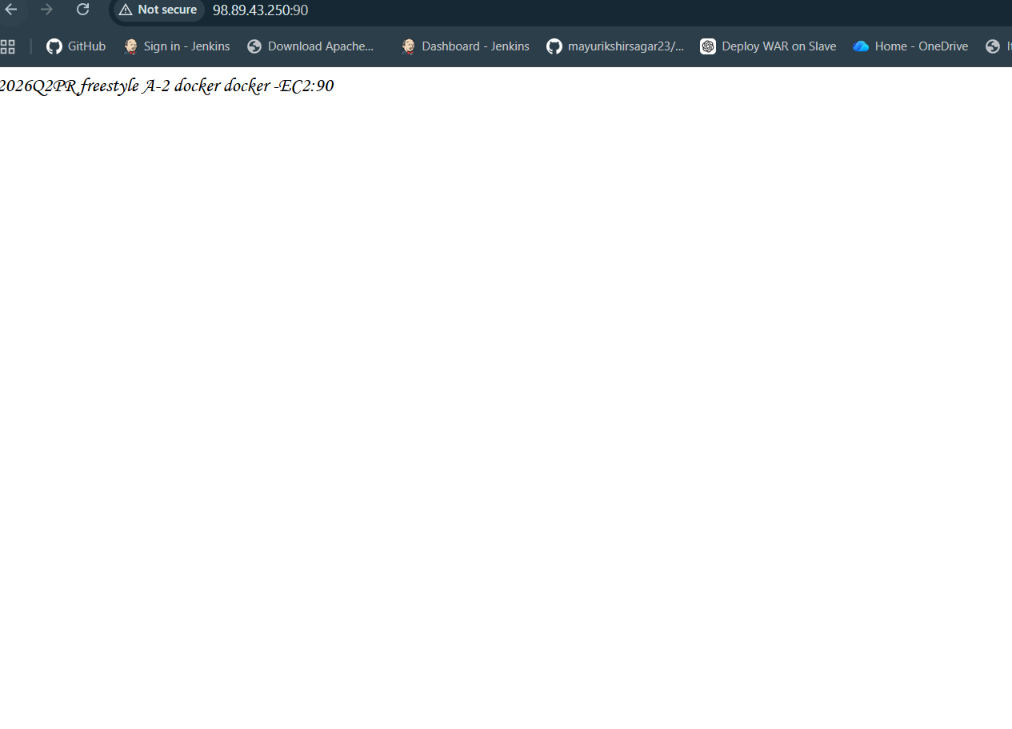 Not secure 98.89.43.250:90
GitHub Sign in - Jenkins Download Apache... Dashboard - Jenkins mayurikshirsagar23/... Deploy WAR on Slave Home - OneDrive
2026Q2PR freestyle A-2 docker docker -EC2:90